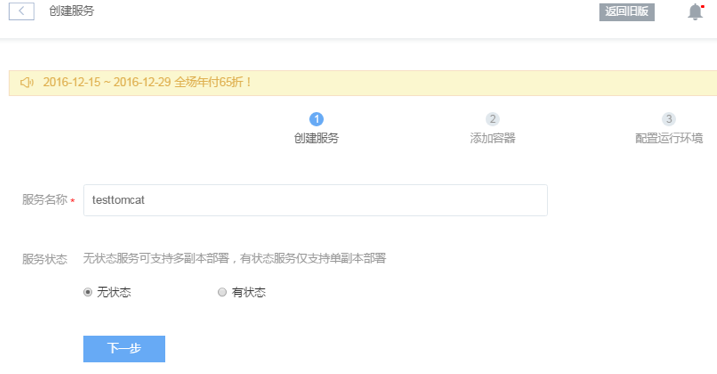 创建服务 返回旧版
2016-12-15 ~ 2016-12-29 全场年付65折！
1 2 3
创建服务 添加容器 配置运行环境
服务名称 * testtomcat
服务状态 无状态服务可支持多副本部署，有状态服务仅支持单副本部署
无状态 有状态
下一步